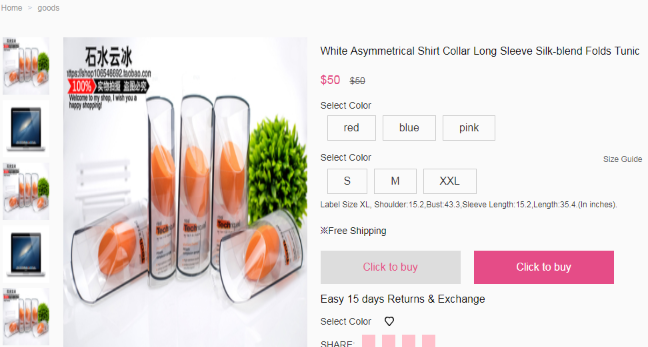 Home > goods
石水云冰
https://shop106546692.taobao.com
100% 实物拍摄 盗图必究
Welcome to my shop, I wish you a
happy shopping!
White Asymmetrical Shirt Collar Long Sleeve Silk-blend Folds Tunic
$50 $60
Select Color
red blue pink
Select Color Size Guide
S M XXL
Label Size XL, Shoulder:15.2,Bust:43.3,Sleeve Length:15.2,Length:35.4.(In inches).
※Free Shipping
Click to buy Click to buy
Easy 15 days Returns & Exchange
Select Color
SHARE: